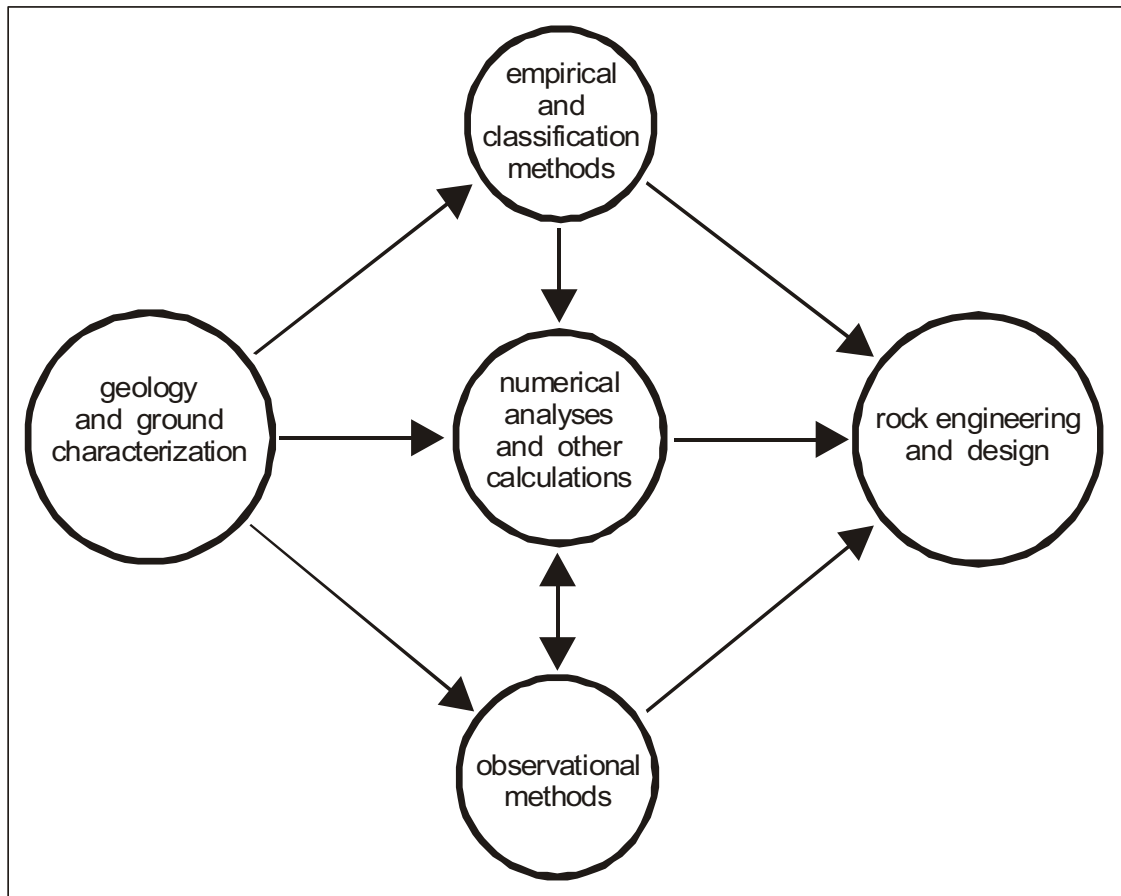 empirical
and
classification
methods
geology
and ground
characterization
numerical
analyses
and other
calculations
rock engineering
and design
observational
methods